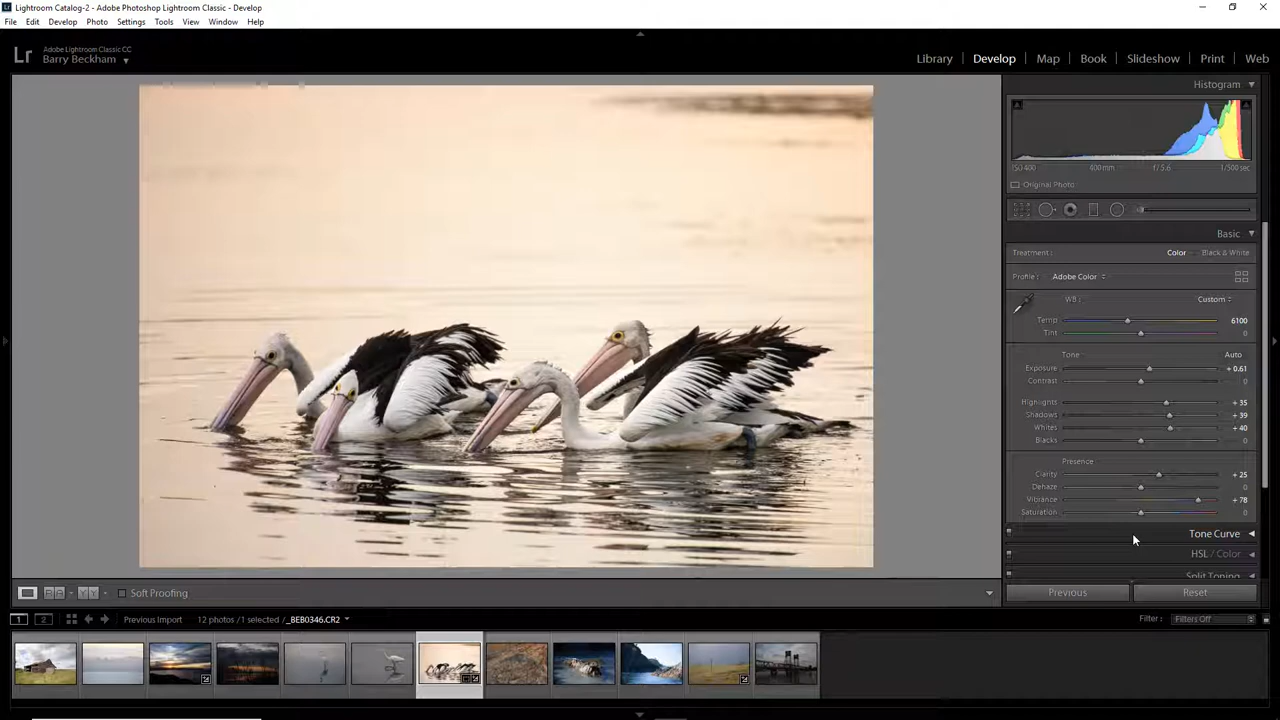 Lightroom Catalog-2 - Adobe Photoshop Lightroom Classic - Develop
File Edit Develop Photo Settings Tools View Window Help
Lr Adobe Lightroom Classic CC
Barry Beckham
Library | Develop | Map | Book | Slideshow | Print | Web
Histogram
ISO 400 400 mm f / 5.6 1/500 sec
Original Photo
Basic
Treatment: Color Black & White
Profile: Adobe Color
WB: Custom
Temp 6100
Tint 0
Tone Auto
Exposure + 0.61
Contrast 0
Highlights + 35
Shadows + 39
Whites + 40
Blacks 0
Presence
Clarity + 25
Dehaze 0
Vibrance + 78
Saturation 0
Tone Curve
HSL / Color
Split Toning
Soft Proofing
Previous Reset
1 2 Previous Import 12 photos / 1 selected / _BEB0346.CR2 Filter: Filters Off